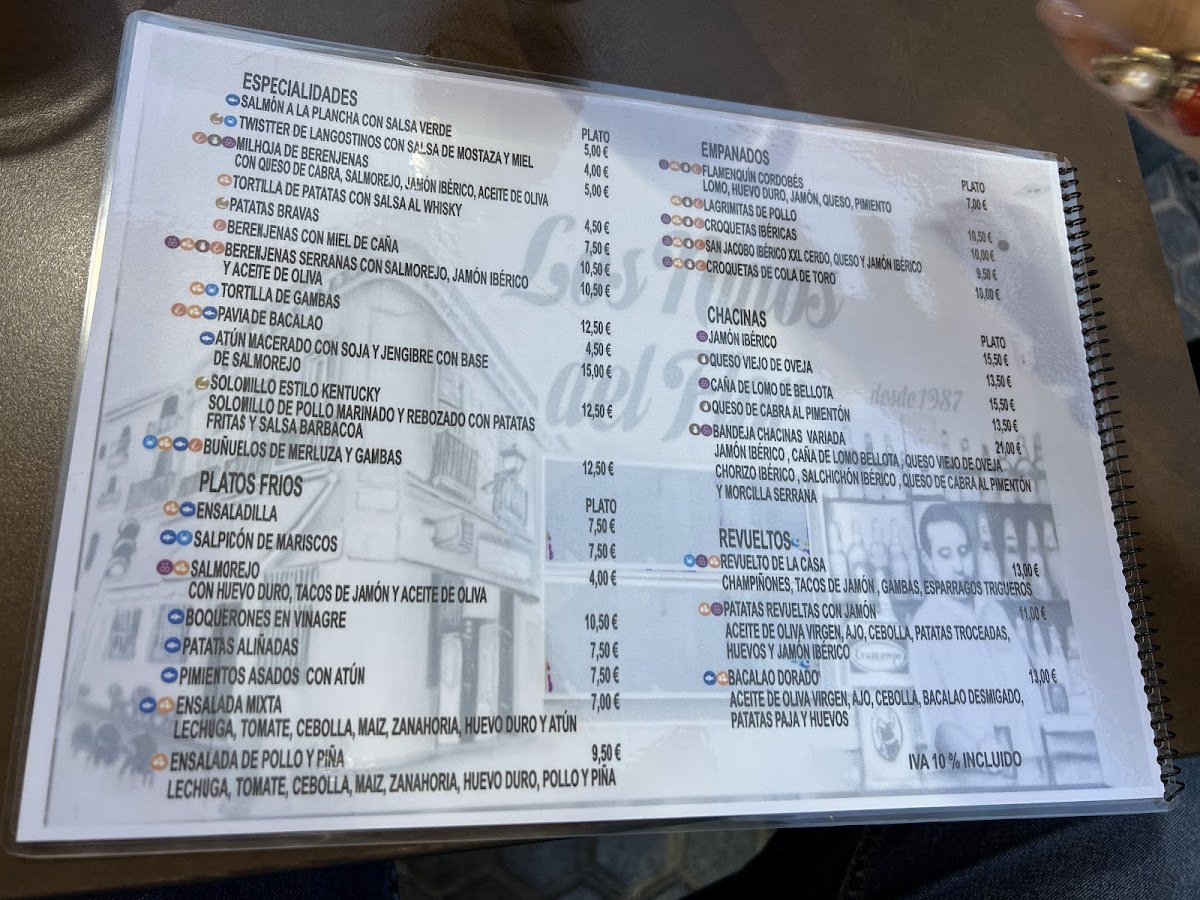 ESPECIALIDADES PLATO
SALMÓN A LA PLANCHA CON SALSA VERDE 5,00 €
TWISTTER DE LANGOSTINOS CON SALSA DE MOSTAZA Y MIEL 4,00 €
MILHOJA DE BERENJENAS 5,00 €
CON QUESO DE CABRA, SALMOREJO, JAMÓN IBÉRICO, ACEITE DE OLIVA
TORTILLA DE PATATAS CON SALSA AL WHISKY 4,50 €
PATATAS BRAVAS 7,50 €
BERENJENAS CON MIEL DE CAÑA 10,50 €
BERENJENAS SERRANAS CON SALMOREJO, JAMÓN IBÉRICO 10,50 €
Y ACEITE DE OLIVA
TORTILLA DE GAMBAS 12,50 €
PAVIA DE BACALAO 4,50 €
ATÚN MACERADO CON SOJA Y JENGIBRE CON BASE 15,00 €
DE SALMOREJO
SOLOMILLO ESTILO KENTUCKY 12,50 €
SOLOMILLO DE POLLO MARINADO Y REBOZADO CON PATATAS
FRITAS Y SALSA BARBACOA
BUÑUELOS DE MERLUZA Y GAMBAS 12,50 €
PLATOS FRIOS PLATO
ENSALADILLA 7,50 €
SALPICÓN DE MARISCOS 7,50 €
SALMOREJO 4,00 €
CON HUEVO DURO, TACOS DE JAMÓN Y ACEITE DE OLIVA
BOQUERONES EN VINAGRE 10,50 €
PATATAS ALIÑADAS 7,50 €
PIMIENTOS ASADOS CON ATÚN 7,50 €
ENSALADA MIXTA 7,00 €
LECHUGA, TOMATE, CEBOLLA, MAIZ, ZANAHORIA, HUEVO DURO Y ATÚN
ENSALADA DE POLLO Y PIÑA 9,50 €
LECHUGA, TOMATE, CEBOLLA, MAIZ, ZANAHORIA, HUEVO DURO, POLLO Y PIÑA
EMPANADOS PLATO
FLAMENQUÍN CORDOBÉS 7,00 €
LOMO, HUEVO DURO, JAMÓN, QUESO, PIMIENTO
LAGRIMITAS DE POLLO 10,50 €
CROQUETAS IBÉRICAS 10,00 €
SAN JACOBO IBÉRICO XXL CERDO, QUESO Y JAMÓN IBÉRICO 9,50 €
CROQUETAS DE COLA DE TORO 10,00 €
CHACINAS PLATO
JAMÓN IBÉRICO 15,50 €
QUESO VIEJO DE OVEJA 13,50 €
CAÑA DE LOMO DE BELLOTA 15,50 €
QUESO DE CABRA AL PIMENTÓN 13,50 €
BANDEJA CHACINAS VARIADA 21,00 €
JAMÓN IBÉRICO , CAÑA DE LOMO BELLOTA , QUESO VIEJO DE OVEJA
CHORIZO IBÉRICO , SALCHICHÓN IBÉRICO , QUESO DE CABRA AL PIMENTÓN
Y MORCILLA SERRANA
REVUELTOS
REVUELTO DE LA CASA 13,00 €
CHAMPIÑONES, TACOS DE JAMÓN , GAMBAS, ESPARRAGOS TRIGUEROS
PATATAS REVUELTAS CON JAMÓN 11,00 €
ACEITE DE OLIVA VIRGEN, AJO, CEBOLLA, PATATAS TROCEADAS,
HUEVOS Y JAMÓN IBÉRICO
BACALAO DORADO 13,00 €
ACEITE DE OLIVA VIRGEN, AJO, CEBOLLA, BACALAO DESMIGADO,
PATATAS PAJA Y HUEVOS
IVA 10 % INCLUIDO
Los Niños
del
desde 1987
Cruzcampo